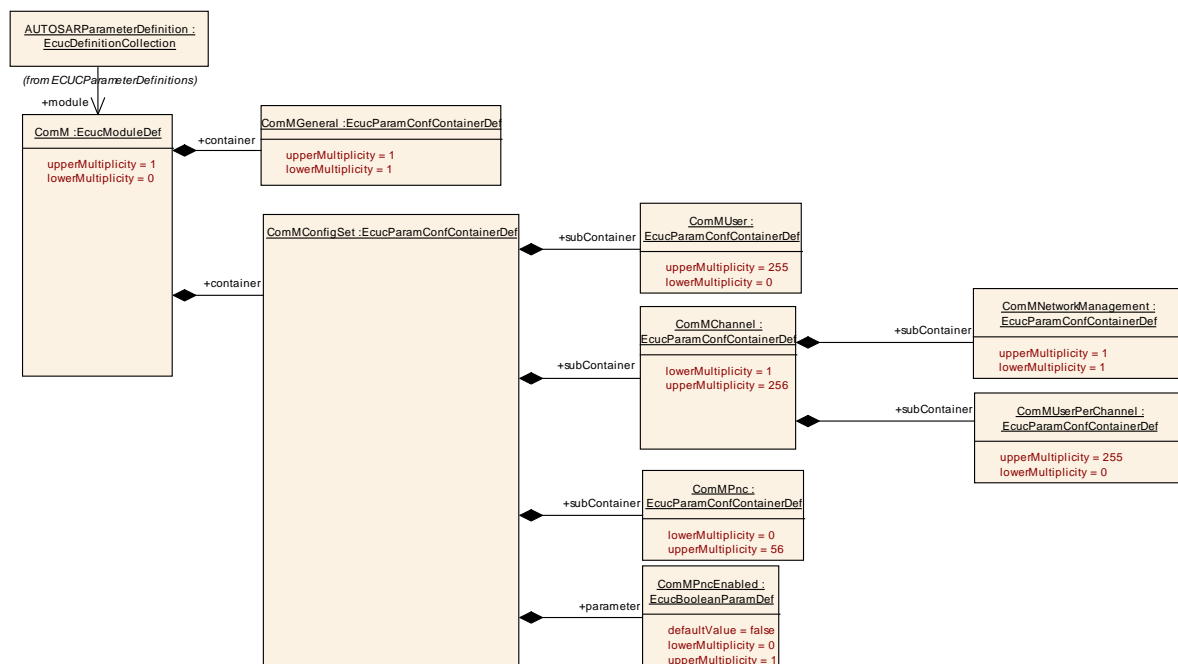 AUTOSARParameterDefinition :
EcucDefinitionCollection
(from ECUCParameterDefinitions)
+module
ComM :EcucModuleDef
upperMultiplicity = 1
lowerMultiplicity = 0
+container
ComMGeneral :EcucParamConfContainerDef
upperMultiplicity = 1
lowerMultiplicity = 1
+container
ComMConfigSet :EcucParamConfContainerDef
+subContainer
ComMUser :
EcucParamConfContainerDef
upperMultiplicity = 255
lowerMultiplicity = 0
+subContainer
ComMChannel :
EcucParamConfContainerDef
lowerMultiplicity = 1
upperMultiplicity = 256
+subContainer
ComMNetworkManagement :
EcucParamConfContainerDef
upperMultiplicity = 1
lowerMultiplicity = 1
+subContainer
ComMUserPerChannel :
EcucParamConfContainerDef
upperMultiplicity = 255
lowerMultiplicity = 0
+subContainer
ComMPnc :
EcucParamConfContainerDef
lowerMultiplicity = 0
upperMultiplicity = 56
+parameter
ComMPncEnabled :
EcucBooleanParamDef
defaultValue = false
lowerMultiplicity = 0
upperMultiplicity = 1